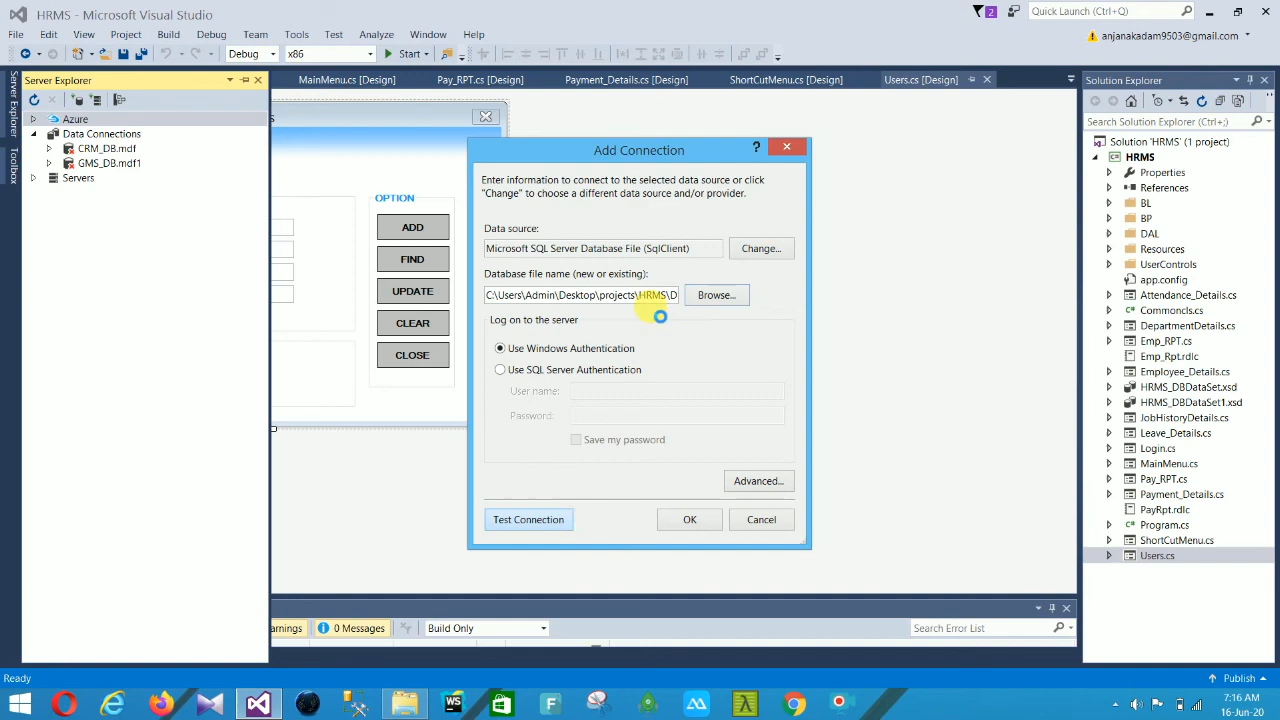 HRMS - Microsoft Visual Studio
2
Quick Launch (Ctrl+Q)
File Edit View Project Build Debug Team Tools Test Analyze Window Help
anjanakadam9503@gmail.com
Debug x86 Start
Server Explorer
MainMenu.cs [Design] Pay_RPT.cs [Design] Payment_Details.cs [Design] ShortCutMenu.cs [Design] Users.cs [Design]
Solution Explorer
Server Explorer
Toolbox
Azure
Data Connections
CRM_DB.mdf
GMS_DB.mdf1
Servers
S
OPTION
ADD
FIND
UPDATE
CLEAR
CLOSE
Add Connection
?
Enter information to connect to the selected data source or click
"Change" to choose a different data source and/or provider.
Data source:
Microsoft SQL Server Database File (SqlClient)
Change...
Database file name (new or existing):
C:\Users\Admin\Desktop\projects\HRMS\D
Browse...
Log on to the server
Use Windows Authentication
Use SQL Server Authentication
User name:
Password:
Save my password
Advanced...
Test Connection
OK
Cancel
Search Solution Explorer (Ctrl+;)
Solution 'HRMS' (1 project)
HRMS
Properties
References
BL
BP
DAL
Resources
UserControls
app.config
Attendance_Details.cs
Commoncls.cs
DepartmentDetails.cs
Emp_RPT.cs
Emp_Rpt.rdlc
Employee_Details.cs
HRMS_DBDataSet.xsd
HRMS_DBDataSet1.xsd
JobHistoryDetails.cs
Leave_Details.cs
Login.cs
MainMenu.cs
Pay_RPT.cs
Payment_Details.cs
PayRpt.rdlc
Program.cs
ShortCutMenu.cs
Users.cs
arnings
0 Messages
Build Only
Search Error List
Ready
Publish
WS
F
7:16 AM
16-Jun-20